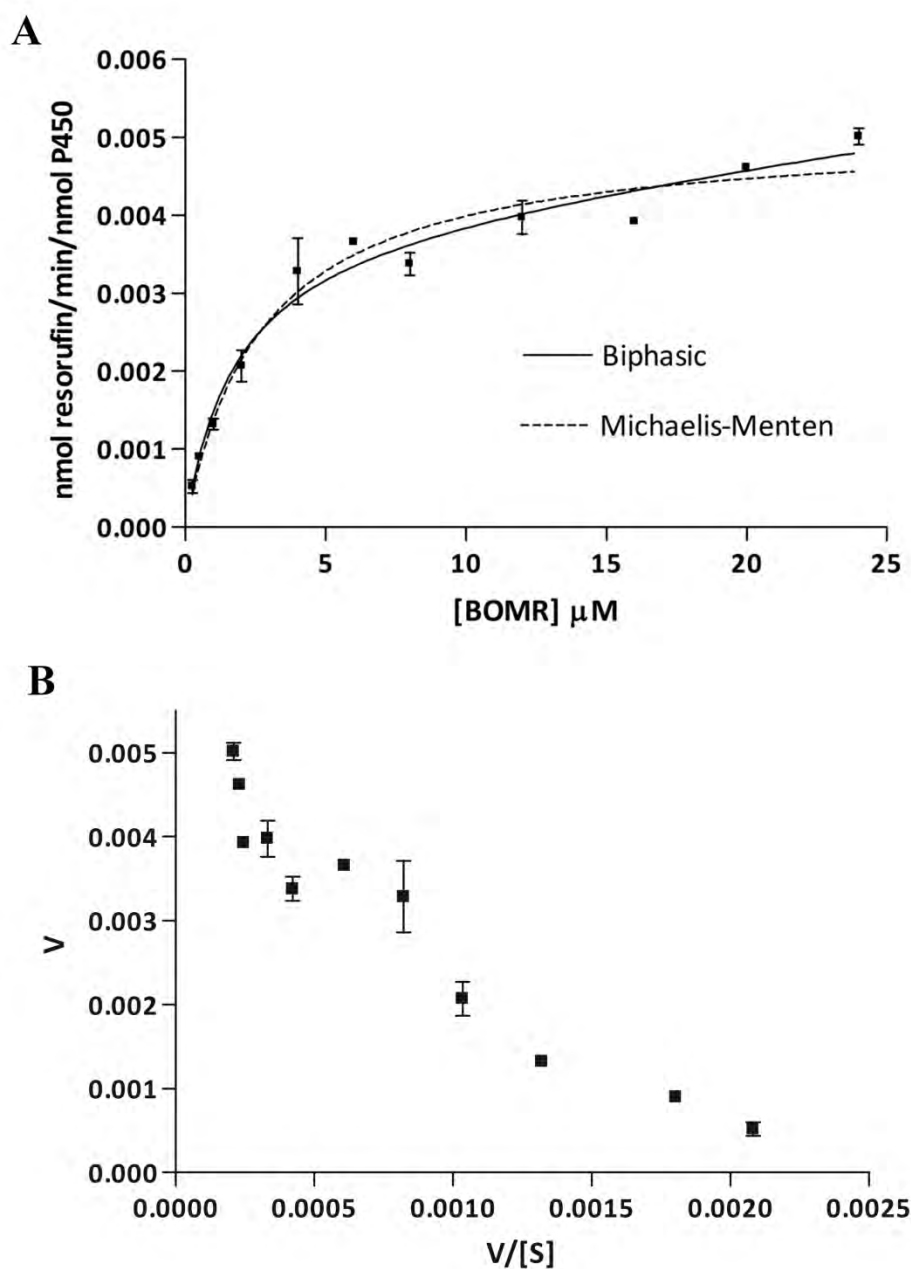 A
nmol resorufin/min/nmol P450
0.006
0.005
0.004
0.003
0.002
0.001
0.000
Biphasic
Michaelis-Menten
0 5 10 15 20 25
[BOMR] μM
B
V
0.005
0.004
0.003
0.002
0.001
0.000
0.0000 0.0005 0.0010 0.0015 0.0020 0.0025
V/[S]